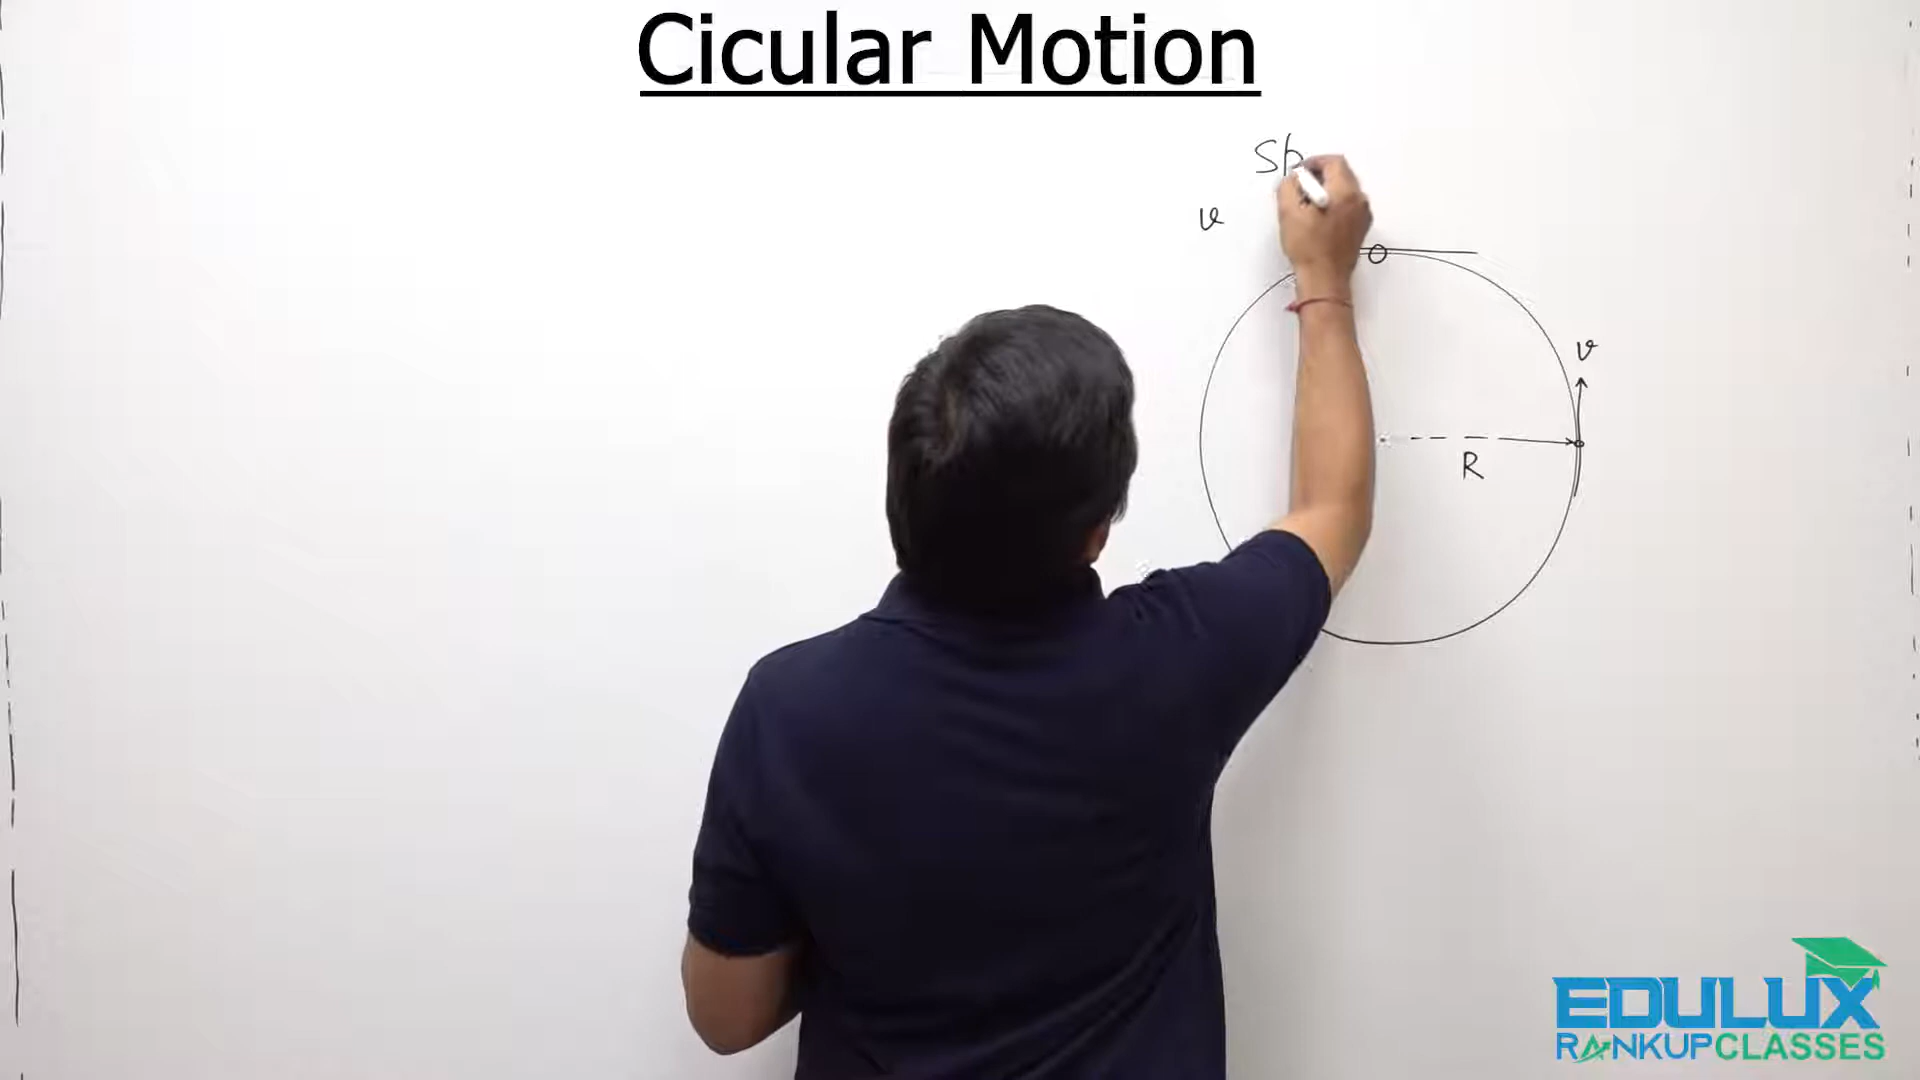 Cicular Motion
Sp
v
v
R
EDULUX
RANKUPCLASSES